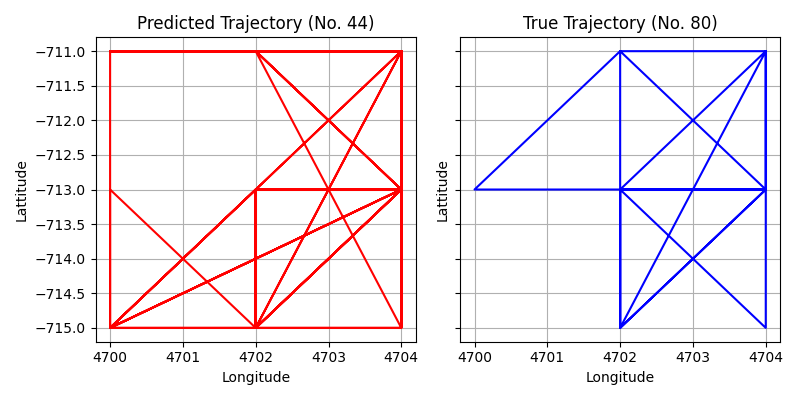 Predicted Trajectory (No. 44)
True Trajectory (No. 80)
−711.0
−711.5
−712.0
−712.5
−713.0
−713.5
−714.0
−714.5
−715.0
Lattitude
Lattitude
4700 4701 4702 4703 4704
4700 4701 4702 4703 4704
Longitude
Longitude